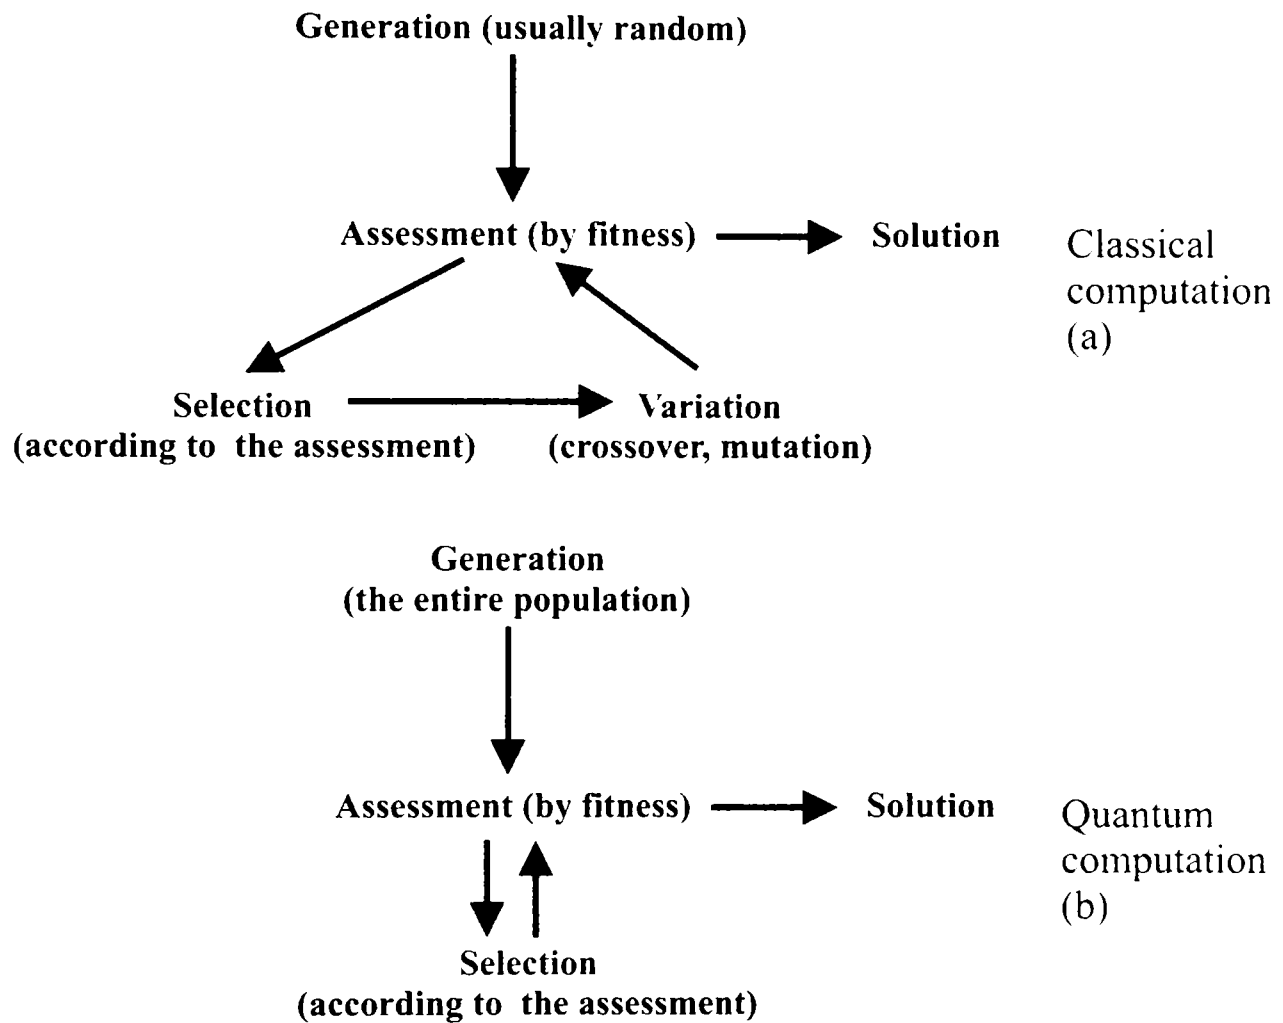 Generation (usually random)
Assessment (by fitness)
Solution
Classical
computation
(a)
Selection
(according to the assessment)
Variation
(crossover, mutation)
Generation
(the entire population)
Assessment (by fitness)
Solution
Quantum
computation
(b)
Selection
(according to the assessment)